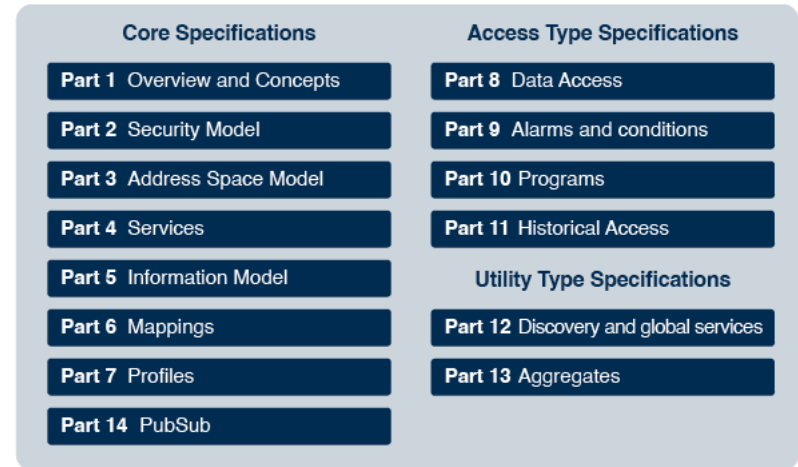 Core Specifications
Part 1 Overview and Concepts
Part 2 Security Model
Part 3 Address Space Model
Part 4 Services
Part 5 Information Model
Part 6 Mappings
Part 7 Profiles
Part 14 PubSub
Access Type Specifications
Part 8 Data Access
Part 9 Alarms and conditions
Part 10 Programs
Part 11 Historical Access
Utility Type Specifications
Part 12 Discovery and global services
Part 13 Aggregates